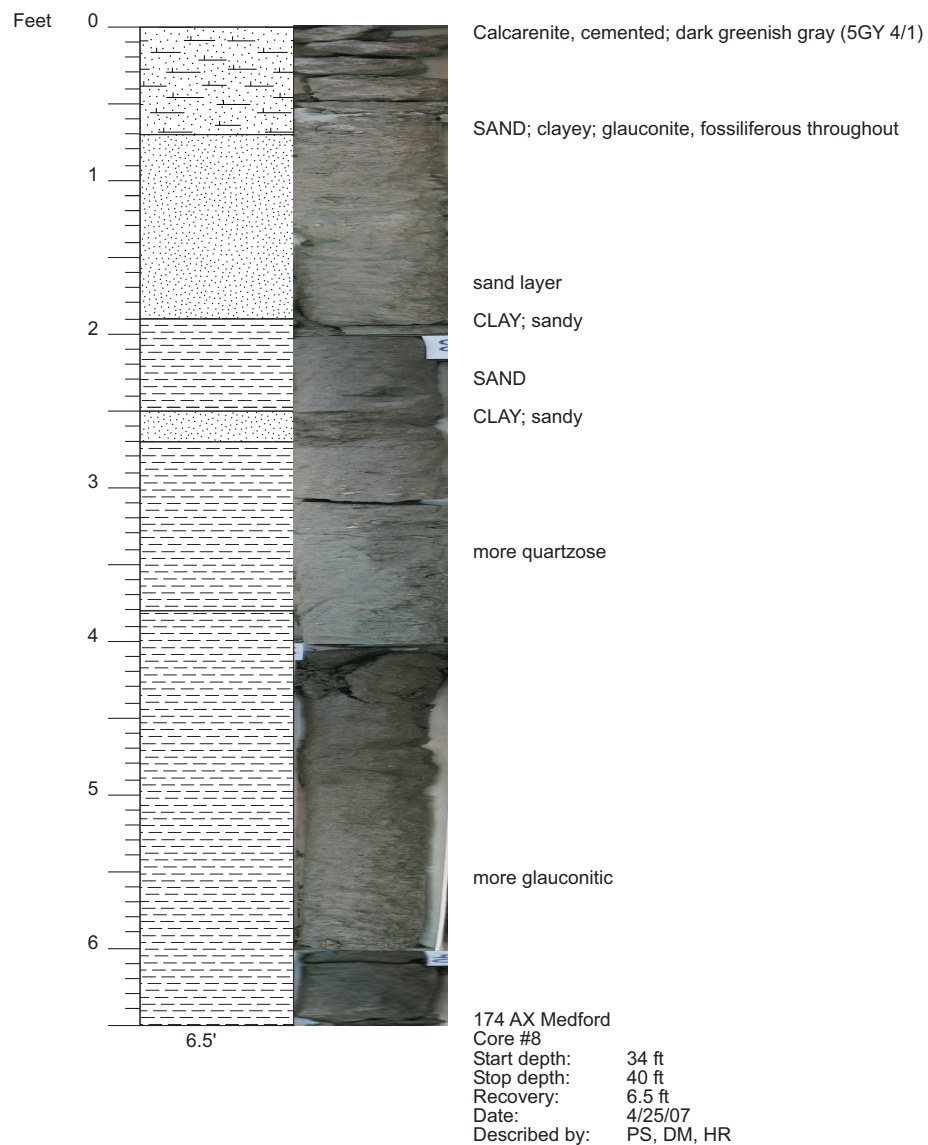 Feet
0
Calcarenite, cemented; dark greenish gray (5GY 4/1)
SAND; clayey; glauconite, fossiliferous throughout
1
sand layer
CLAY; sandy
2
SAND
CLAY; sandy
3
more quartzose
4
5
more glauconitic
6
6.5'
174 AX Medford
Core #8
Start depth: 34 ft
Stop depth: 40 ft
Recovery: 6.5 ft
Date: 4/25/07
Described by: PS, DM, HR